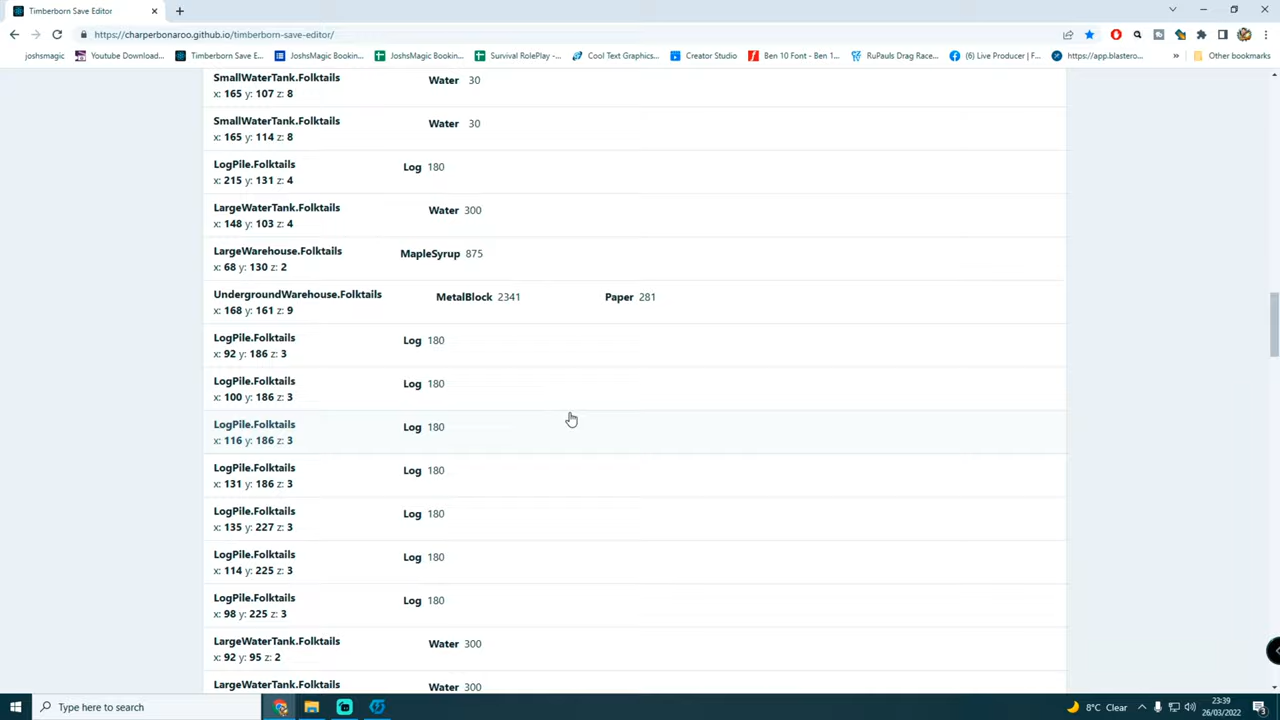 Timberborn Save Editor
https://charperbonaroo.github.io/timberborn-save-editor/
joshsmagic
Youtube Download...
Timberborn Save E...
JoshsMagic Bookin...
JoshsMagic Bookin...
Survival RolePlay -...
Cool Text Graphics...
Creator Studio
Ben 10 Font - Ben 1...
RuPauls Drag Race...
(6) Live Producer | F...
https://app.blastero...
»
Other bookmarks
SmallWaterTank.Folktails
x: 165 y: 107 z: 8
Water 30
SmallWaterTank.Folktails
x: 165 y: 114 z: 8
Water 30
LogPile.Folktails
x: 215 y: 131 z: 4
Log 180
LargeWaterTank.Folktails
x: 148 y: 103 z: 4
Water 300
LargeWarehouse.Folktails
x: 68 y: 130 z: 2
MapleSyrup 875
UndergroundWarehouse.Folktails
x: 168 y: 161 z: 9
MetalBlock 2341
Paper 281
LogPile.Folktails
x: 92 y: 186 z: 3
Log 180
LogPile.Folktails
x: 100 y: 186 z: 3
Log 180
LogPile.Folktails
x: 116 y: 186 z: 3
Log 180
LogPile.Folktails
x: 131 y: 186 z: 3
Log 180
LogPile.Folktails
x: 135 y: 227 z: 3
Log 180
LogPile.Folktails
x: 114 y: 225 z: 3
Log 180
LogPile.Folktails
x: 98 y: 225 z: 3
Log 180
LargeWaterTank.Folktails
x: 92 y: 95 z: 2
Water 300
LargeWaterTank.Folktails
Water 300
Type here to search
8°C Clear
23:39
26/03/2022
3